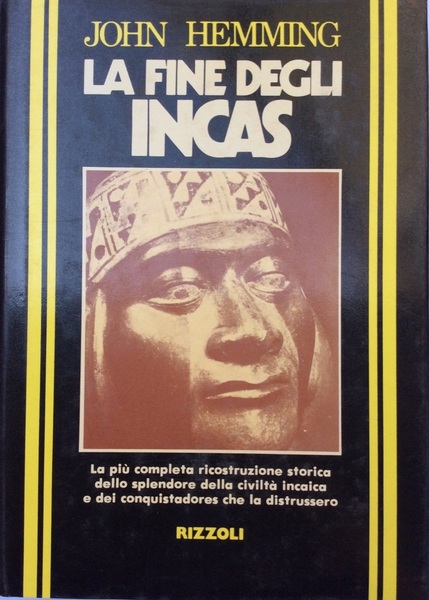 JOHN HEMMING
LA FINE DEGLI
INCAS
La più completa ricostruzione storica
dello splendore della civiltà incaica
e dei conquistadores che la distrussero
RIZZOLI